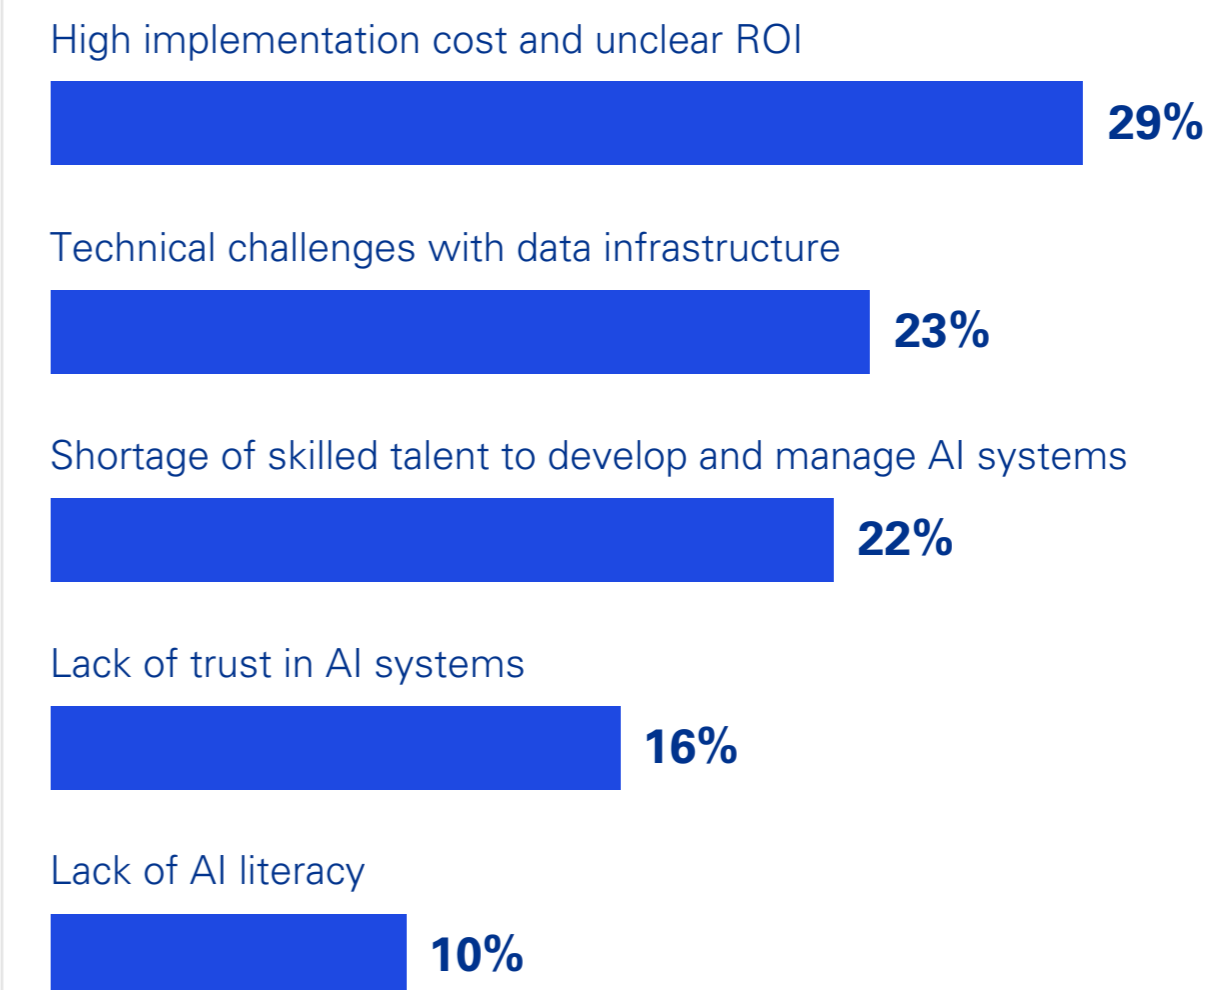 High implementation cost and unclear ROI
29%
Technical challenges with data infrastructure
23%
Shortage of skilled talent to develop and manage AI systems
22%
Lack of trust in AI systems
16%
Lack of AI literacy
10%